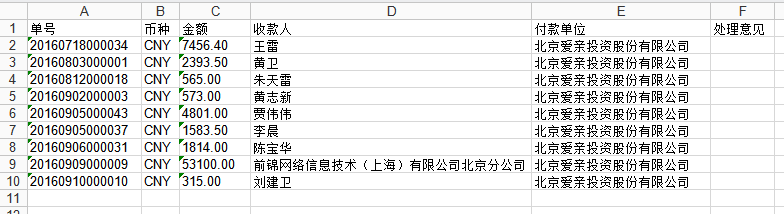 A B C D E F
1 单号 币种 金额 收款人 付款单位 处理意见
2 20160718000034 CNY 7456.40 王雷 北京爱亲投资股份有限公司
3 20160803000001 CNY 2393.50 黄卫 北京爱亲投资股份有限公司
4 20160812000018 CNY 565.00 朱天雷 北京爱亲投资股份有限公司
5 20160902000003 CNY 573.00 黄志新 北京爱亲投资股份有限公司
6 20160905000043 CNY 4801.00 贾伟伟 北京爱亲投资股份有限公司
7 20160905000037 CNY 1583.50 李晨 北京爱亲投资股份有限公司
8 20160906000031 CNY 1814.00 陈宝华 北京爱亲投资股份有限公司
9 20160909000009 CNY 53100.00 前锦网络信息技术（上海）有限公司北京分公司 北京爱亲投资股份有限公司
10 20160910000010 CNY 315.00 刘建卫 北京爱亲投资股份有限公司
11